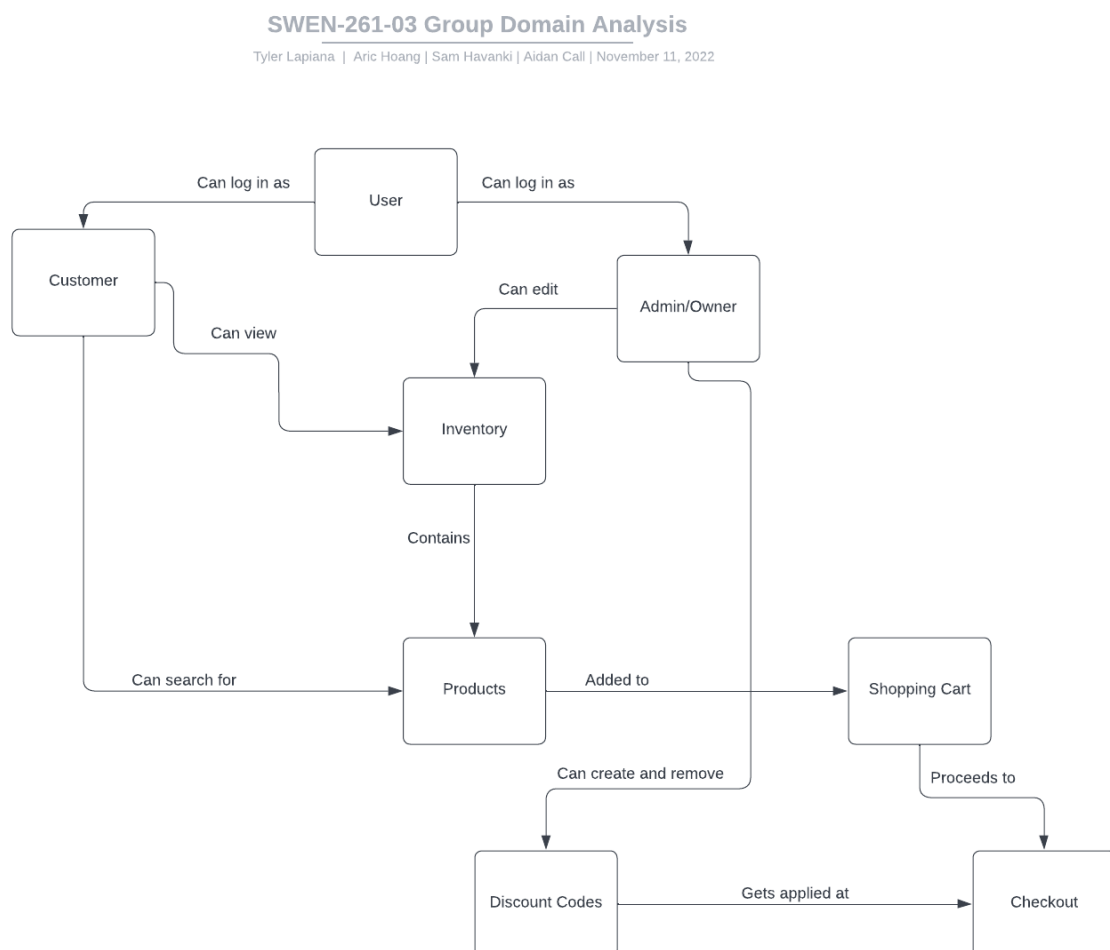 SWEN-261-03 Group Domain Analysis
Tyler Lapiana | Aric Hoang | Sam Havanki | Aidan Call | November 11, 2022
Can log in as
User
Can log in as
Customer
Can edit
Admin/Owner
Can view
Inventory
Contains
Can search for
Products
Added to
Shopping Cart
Can create and remove
Proceeds to
Discount Codes
Gets applied at
Checkout